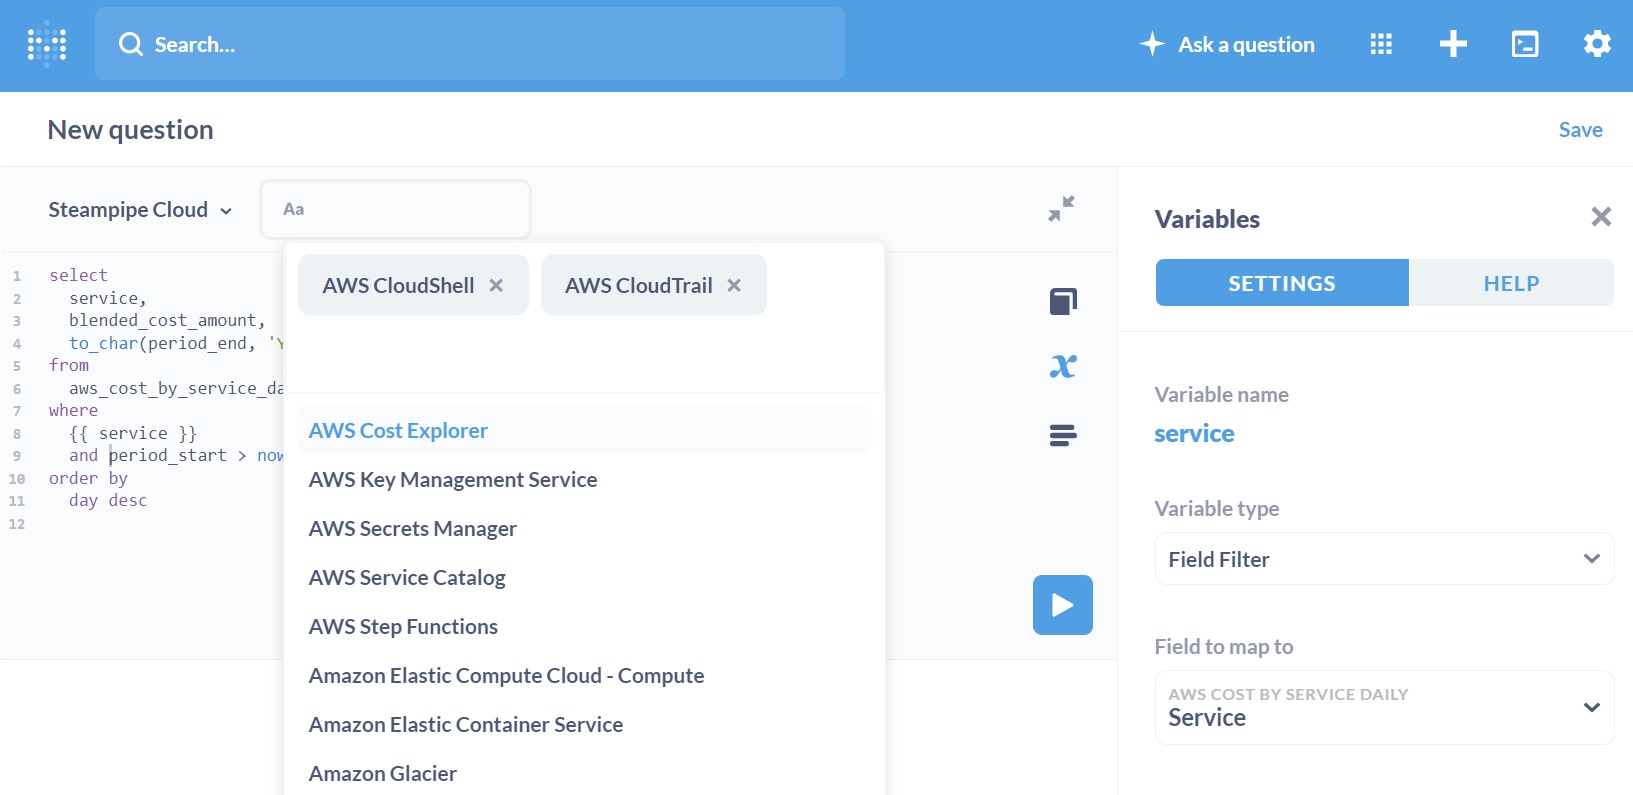 Search...
Ask a question
New question
Save
Steampipe Cloud
Aa
AWS CloudShell
AWS CloudTrail
1 select
2 service,
3 blended_cost_amount,
4 to_char(period_end, 'Y
5 from
6 aws_cost_by_service_da
7 where
8 {{ service }}
9 and period_start > now
10 order by
11 day desc
12
AWS Cost Explorer
AWS Key Management Service
AWS Secrets Manager
AWS Service Catalog
AWS Step Functions
Amazon Elastic Compute Cloud - Compute
Amazon Elastic Container Service
Amazon Glacier
x
Variables
SETTINGS
HELP
Variable name
service
Variable type
Field Filter
Field to map to
AWS COST BY SERVICE DAILY
Service